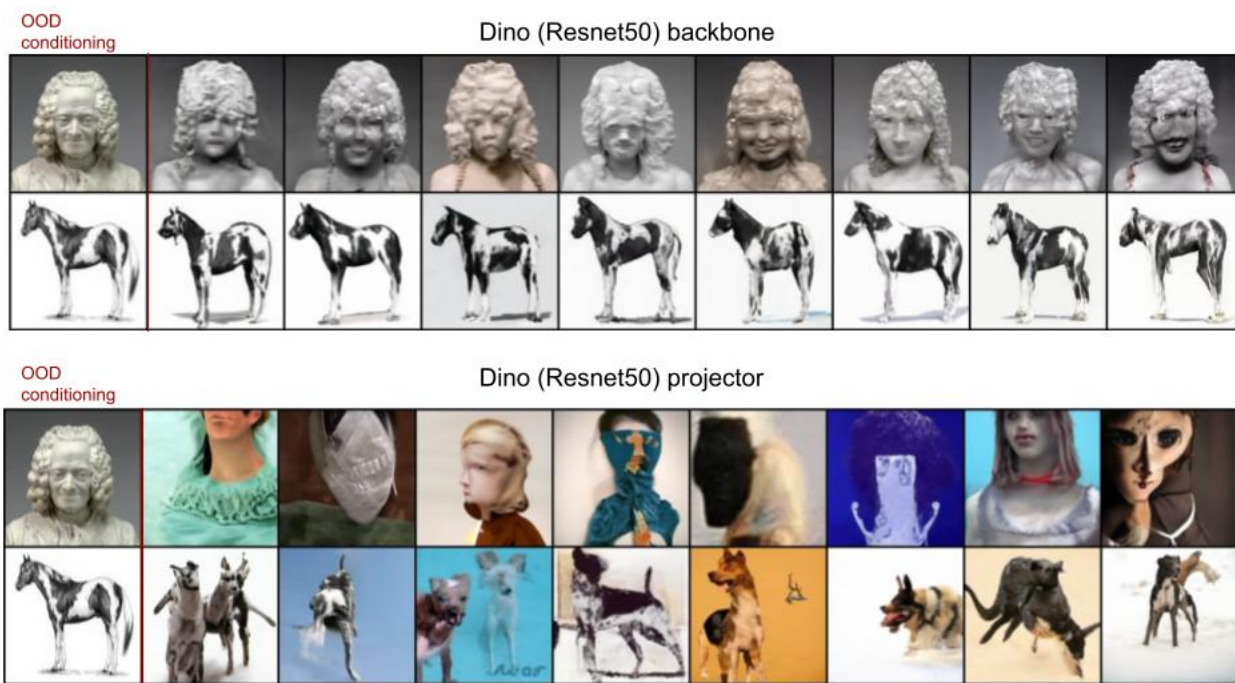 OOD
conditioning
Dino (Resnet50) backbone
OOD
conditioning
Dino (Resnet50) projector